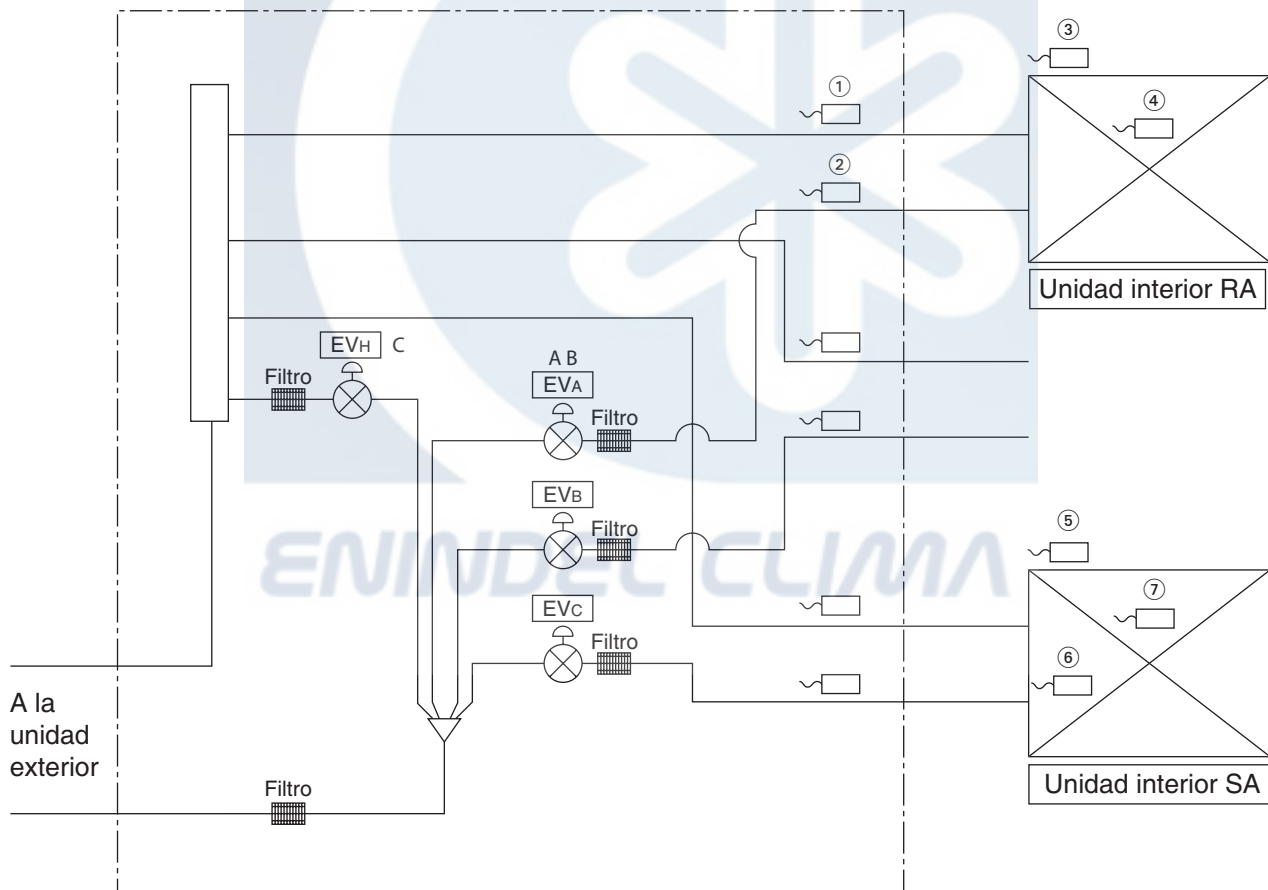 ③
①
④
②
Unidad interior RA
EVH C
A B
Filtro
EVA
Filtro
EVB
Filtro
⑤
ENINDEL CLIMA
⑦
EVC
Filtro
⑥
A la
unidad
exterior
Filtro
Unidad interior SA